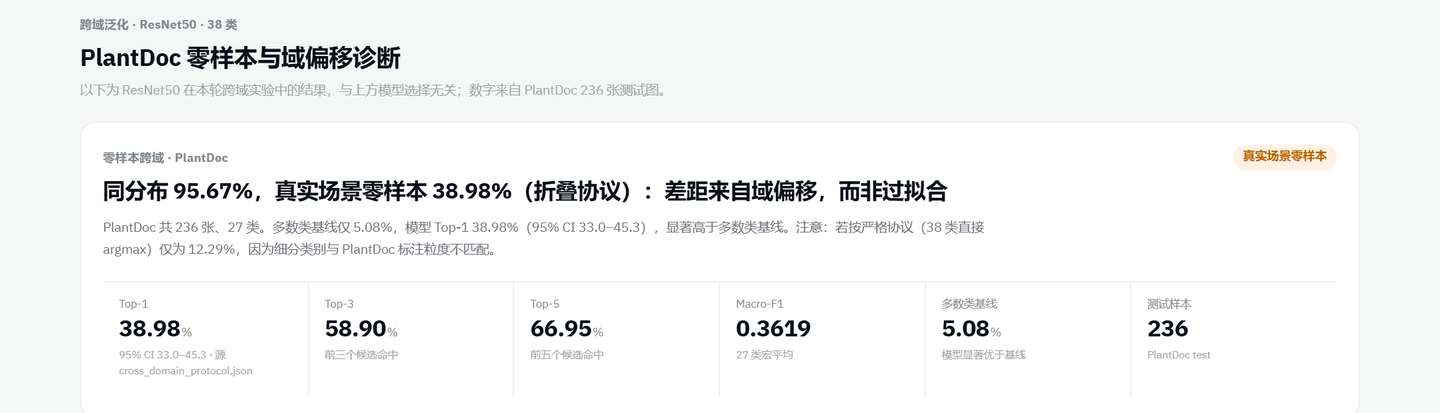 跨域泛化 · ResNet50 · 38 类
PlantDoc 零样本与域偏移诊断
以下为 ResNet50 在本轮跨域实验中的结果，与上方模型选择无关；数字来自 PlantDoc 236 张测试图。
零样本跨域 · PlantDoc
真实场景零样本
同分布 95.67%，真实场景零样本 38.98%（折叠协议）：差距来自域偏移，而非过拟合
PlantDoc 共 236 张、27 类。多数类基线仅 5.08%，模型 Top-1 38.98%（95% CI 33.0–45.3），显著高于多数类基线。注意：若按严格协议（38 类直接
argmax）仅为 12.29%，因为细分类别与 PlantDoc 标注粒度不匹配。
Top-1
38.98%
95% CI 33.0–45.3 · 源
cross_domain_protocol.json
Top-3
58.90%
前三个候选命中
Top-5
66.95%
前五个候选命中
Macro-F1
0.3619
27 类宏平均
多数类基线
5.08%
模型显著优于基线
测试样本
236
PlantDoc test